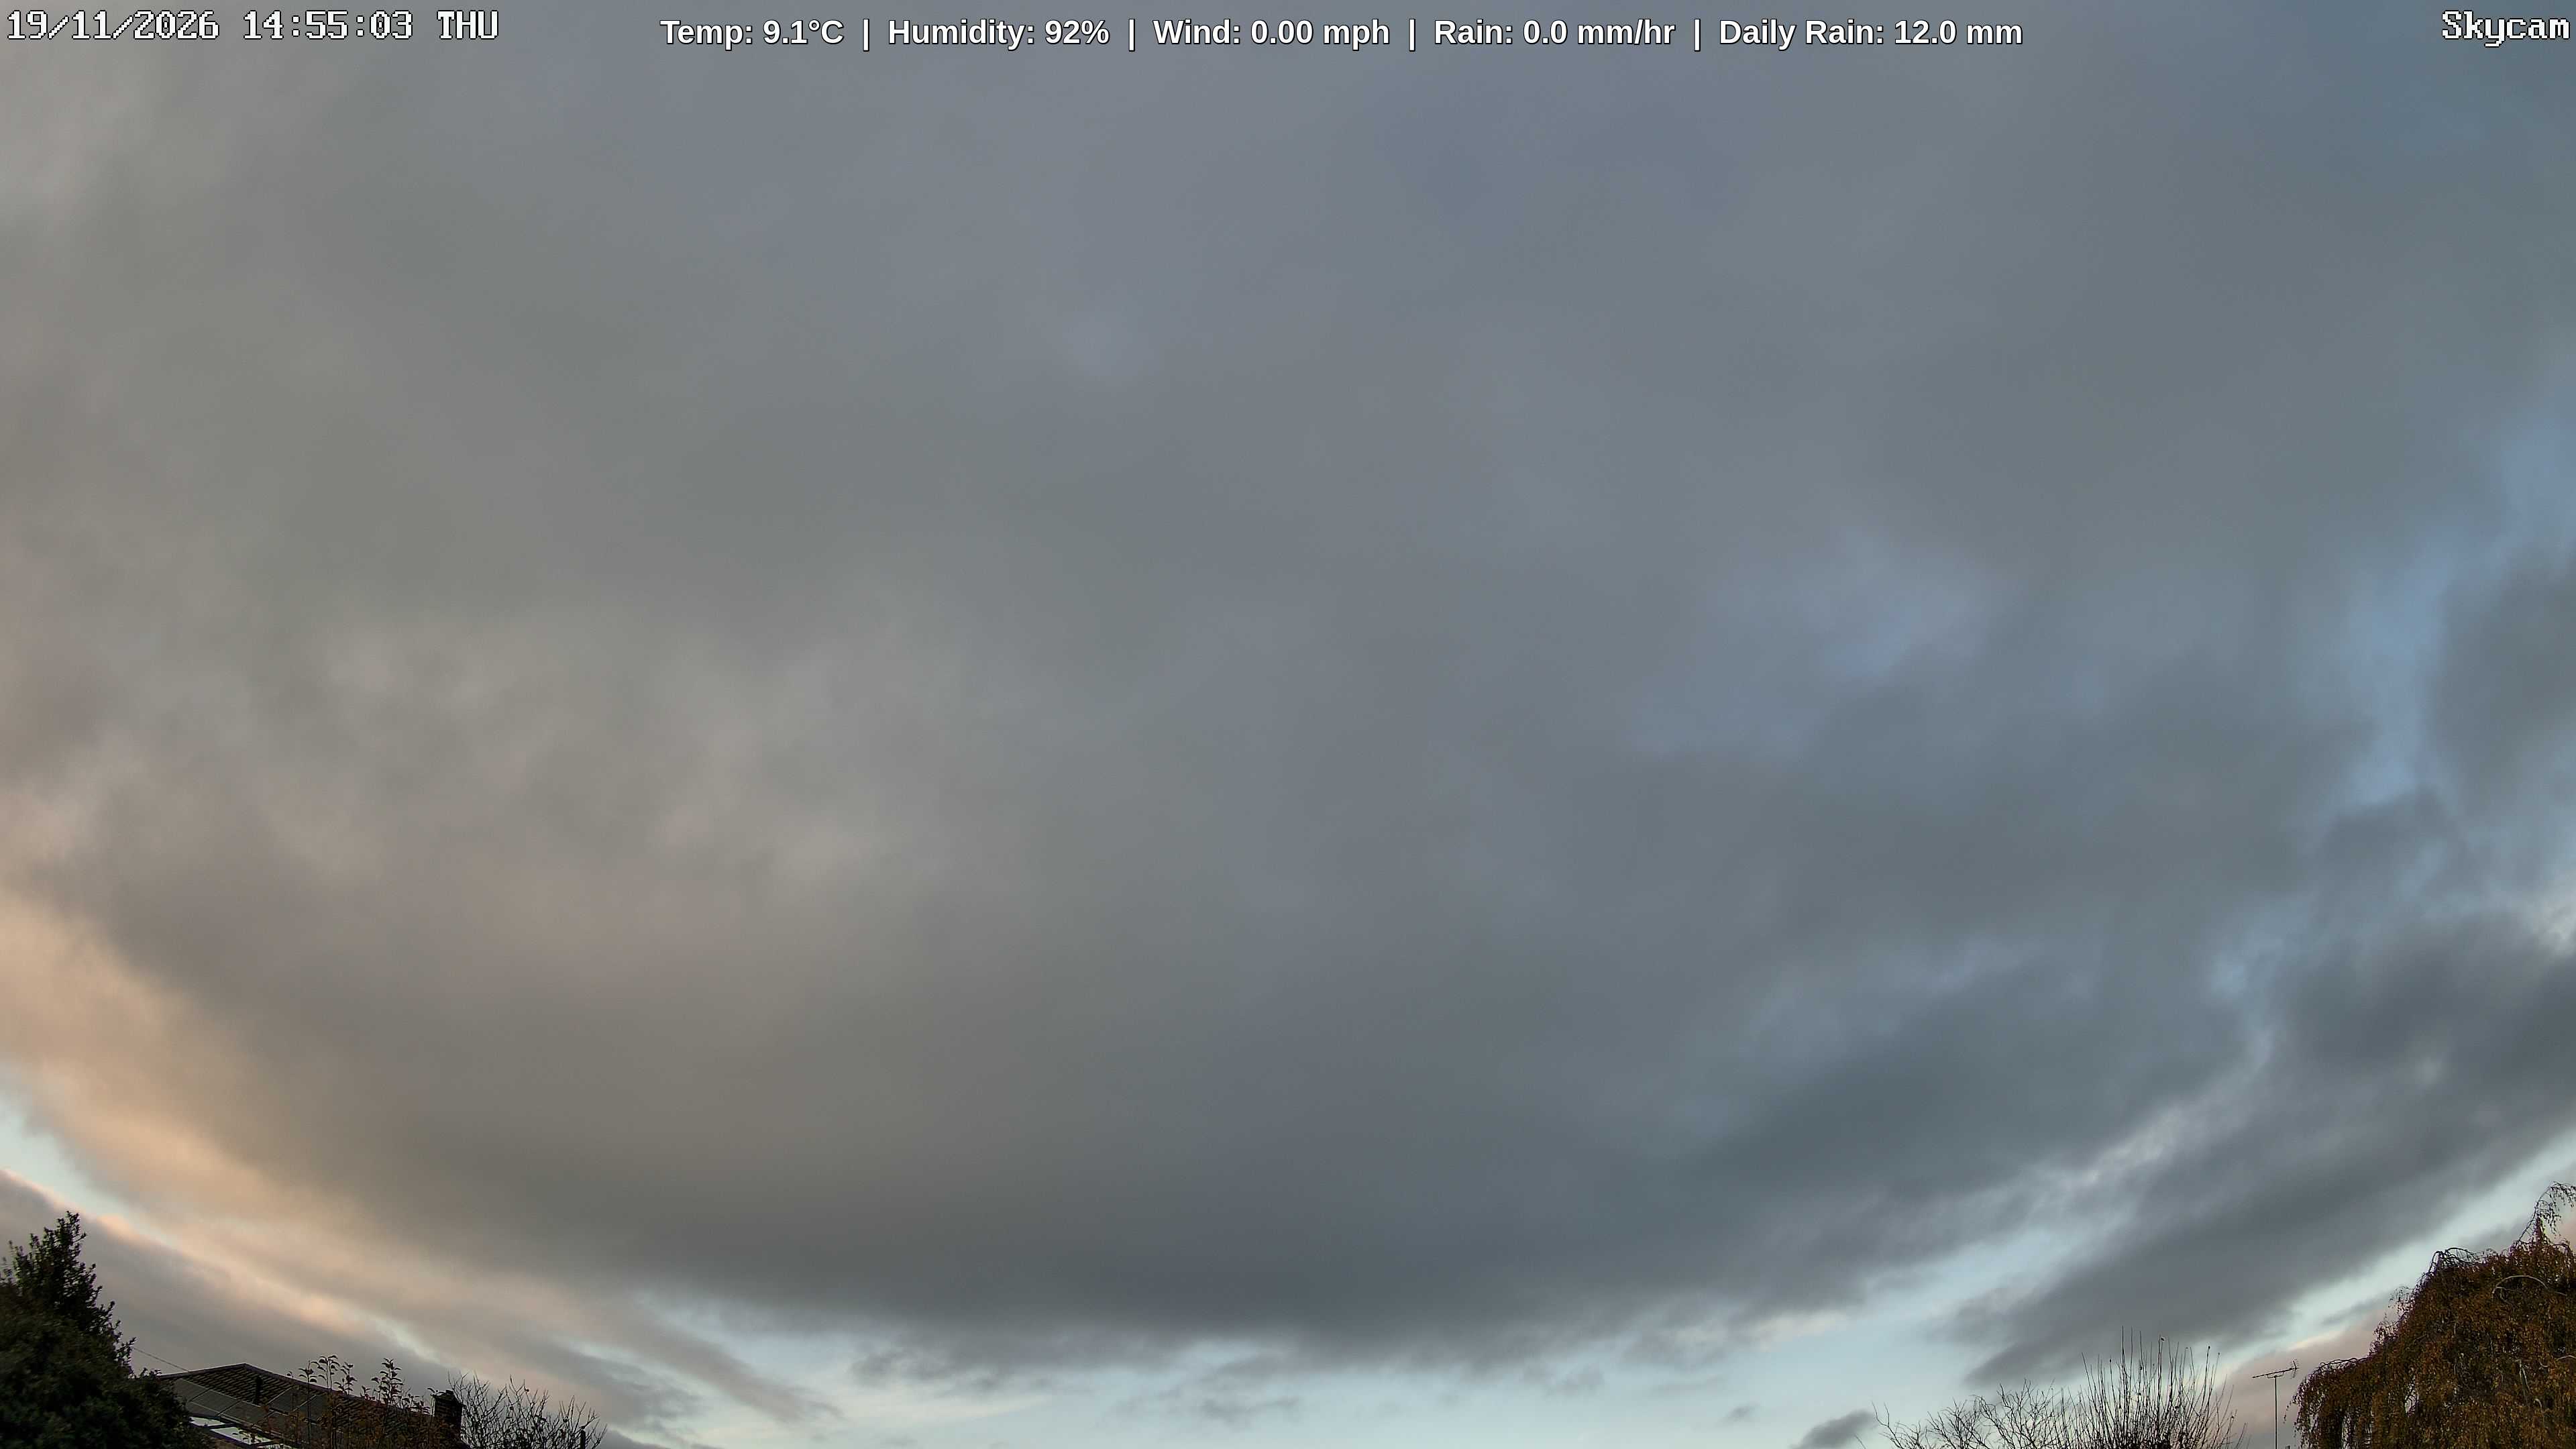 19/11/2026 14:55:03 THU
Temp: 9.1°C | Humidity: 92% | Wind: 0.00 mph | Rain: 0.0 mm/hr | Daily Rain: 12.0 mm
Skycam